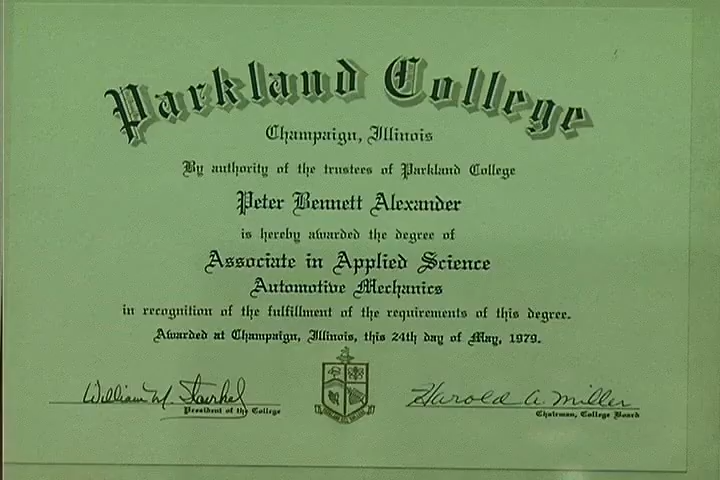 Parkland College
Champaign, Illinois
By authority of the trustees of Parkland College
Peter Bennett Alexander
is hereby awarded the degree of
Associate in Applied Science
Automotive Mechanics
in recognition of the fulfillment of the requirements of this degree.
Awarded at Champaign, Illinois, this 24th day of May, 1979.
William M. Staerkel
President of the College
Harold A. Miller
Chairman, College Board